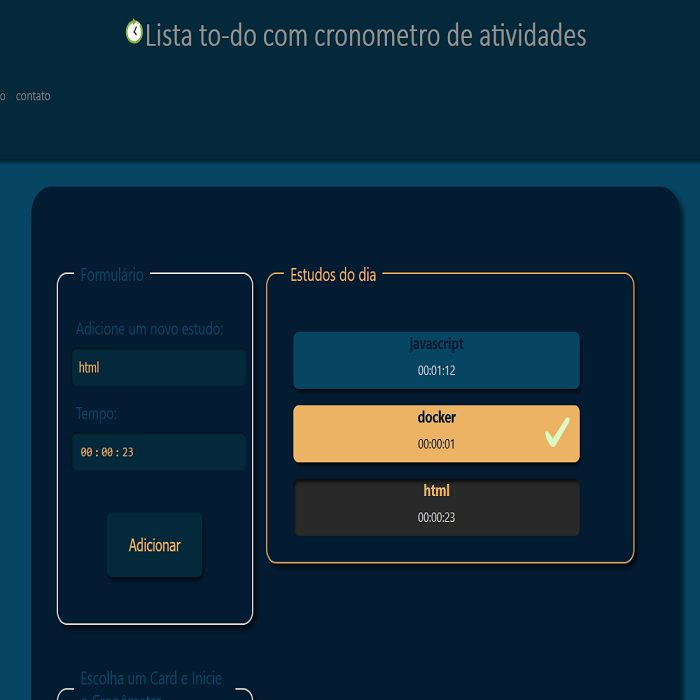 Lista to-do com cronometro de atividades
o contato
Formulário
Adicione um novo estudo:
html
Tempo:
00:00:23
Adicionar
Estudos do dia
javascript
00:01:12
docker
00:00:01
html
00:00:23
Escolha um Card e Inicie
o Cronômetro